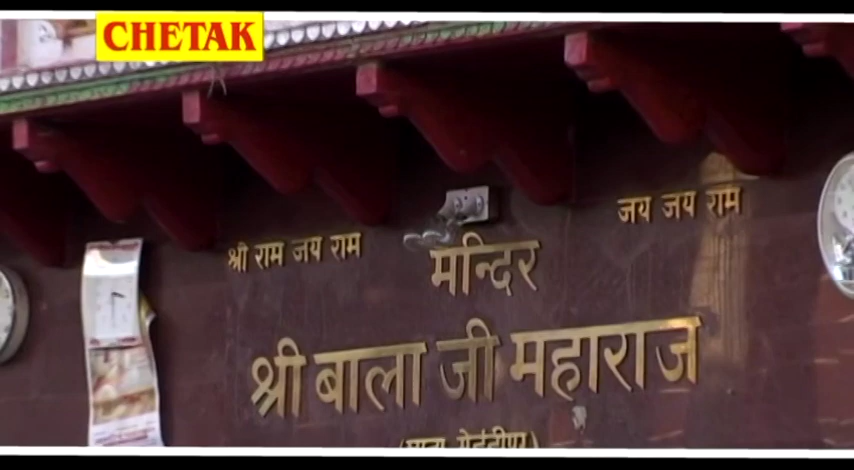 CHETAK
श्री राम जय राम
जय जय राम
मन्दिर
श्री बाला जी महाराज